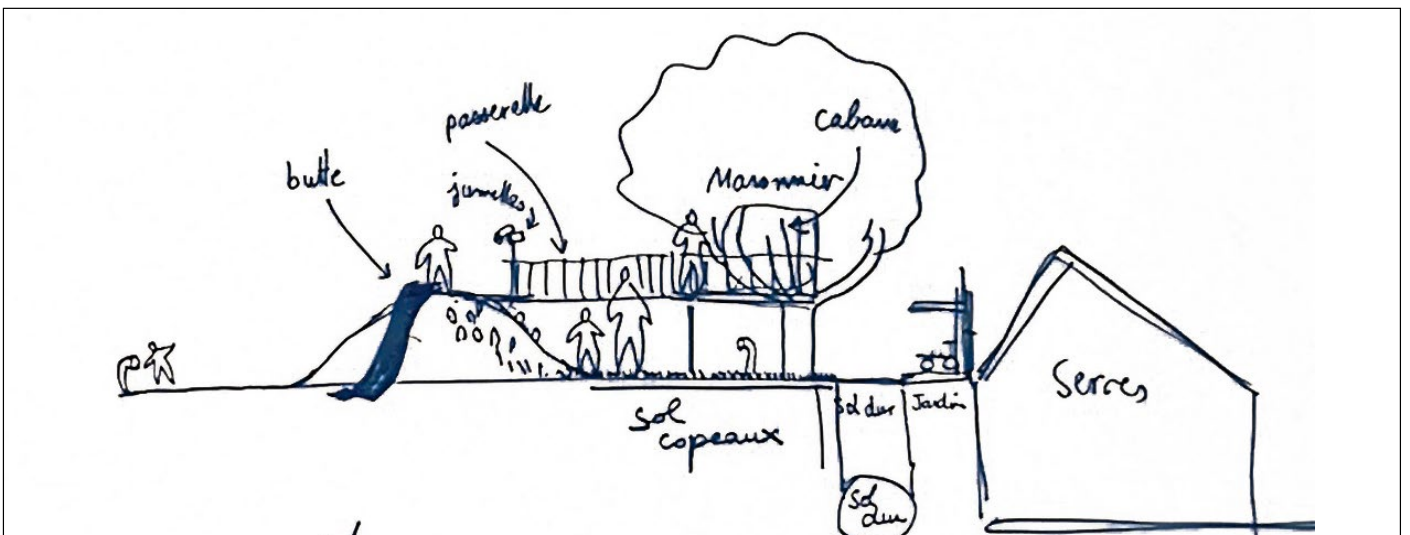 passerelle
cabane
butte
jumelles
Maronnier
Sol
copeaux
Sol dur
Jardin
Serres
Sol
dur